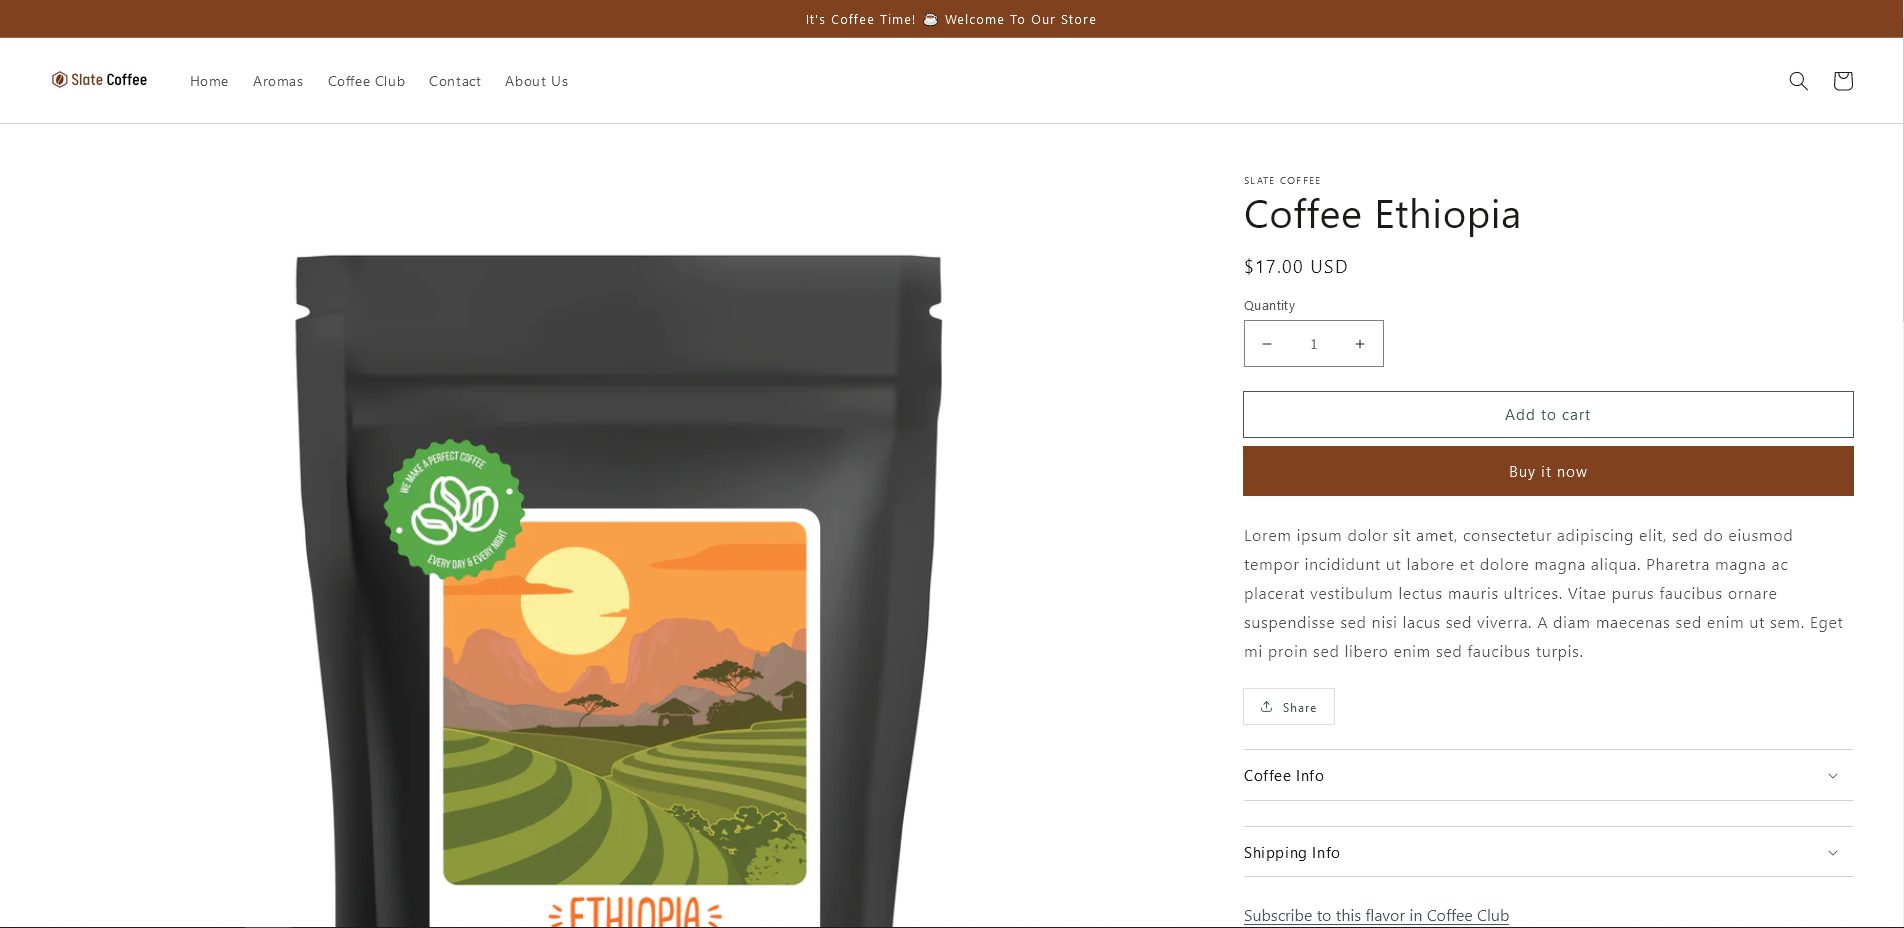 It's Coffee Time! ☕ Welcome To Our Store
Slate Coffee
Home
Aromas
Coffee Club
Contact
About Us
SLATE COFFEE
Coffee Ethiopia
$17.00 USD
Quantity
− 1 +
Add to cart
Buy it now
Lorem ipsum dolor sit amet, consectetur adipiscing elit, sed do eiusmod
tempor incididunt ut labore et dolore magna aliqua. Pharetra magna ac
placerat vestibulum lectus mauris ultrices. Vitae purus faucibus ornare
suspendisse sed nisi lacus sed viverra. A diam maecenas sed enim ut sem. Eget
mi proin sed libero enim sed faucibus turpis.
Share
Coffee Info
Shipping Info
Subscribe to this flavor in Coffee Club
WE MAKE A PERFECT COFFEE
EVERY DAY & EVERY NIGHT
ETHIOPIA